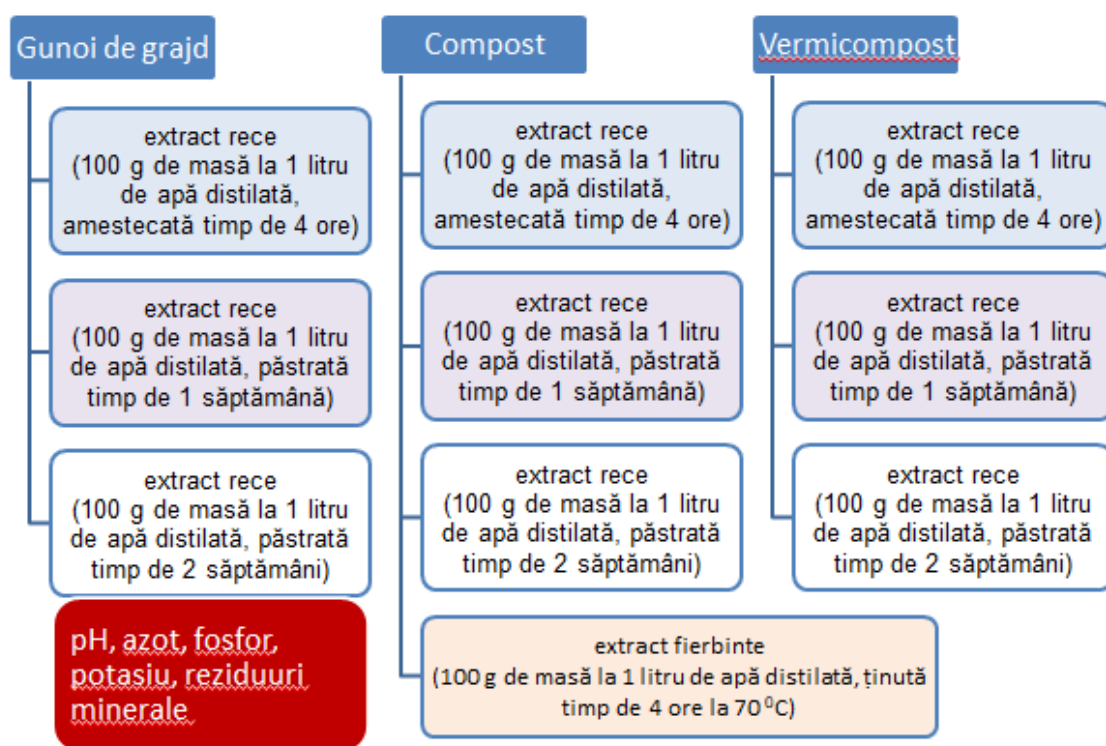 Gunoi de grajd
extract rece
(100 g de masă la 1 litru
de apă distilată,
amestecată timp de 4 ore)
extract rece
(100 g de masă la 1 litru
de apă distilată, păstrată
timp de 1 săptămână)
extract rece
(100 g de masă la 1 litru
de apă distilată, păstrată
timp de 2 săptămâni)
pH, azot, fosfor,
potasiu, reziduuri
minerale
Compost
extract rece
(100 g de masă la 1 litru
de apă distilată,
amestecată timp de 4 ore)
extract rece
(100 g de masă la 1 litru
de apă distilată, păstrată
timp de 1 săptămână)
extract rece
(100 g de masă la 1 litru
de apă distilată, păstrată
timp de 2 săptămâni)
extract fierbinte
(100 g de masă la 1 litru de apă distilată, ținută
timp de 4 ore la 70 ⁰C)
Vermicompost
extract rece
(100 g de masă la 1 litru
de apă distilată,
amestecată timp de 4 ore)
extract rece
(100 g de masă la 1 litru
de apă distilată, păstrată
timp de 1 săptămână)
extract rece
(100 g de masă la 1 litru
de apă distilată, păstrată
timp de 2 săptămâni)